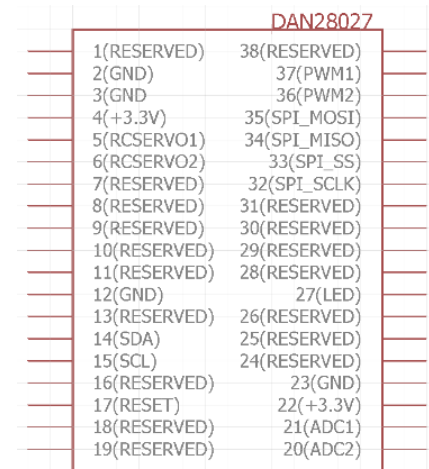 DAN28027
1(RESERVED) 38(RESERVED)
2(GND) 37(PWM1)
3(GND 36(PWM2)
4(+3.3V) 35(SPI_MOSI)
5(RCSERVO1) 34(SPI_MISO)
6(RCSERVO2) 33(SPI_SS)
7(RESERVED) 32(SPI_SCLK)
8(RESERVED) 31(RESERVED)
9(RESERVED) 30(RESERVED)
10(RESERVED) 29(RESERVED)
11(RESERVED) 28(RESERVED)
12(GND) 27(LED)
13(RESERVED) 26(RESERVED)
14(SDA) 25(RESERVED)
15(SCL) 24(RESERVED)
16(RESERVED) 23(GND)
17(RESET) 22(+3.3V)
18(RESERVED) 21(ADC1)
19(RESERVED) 20(ADC2)